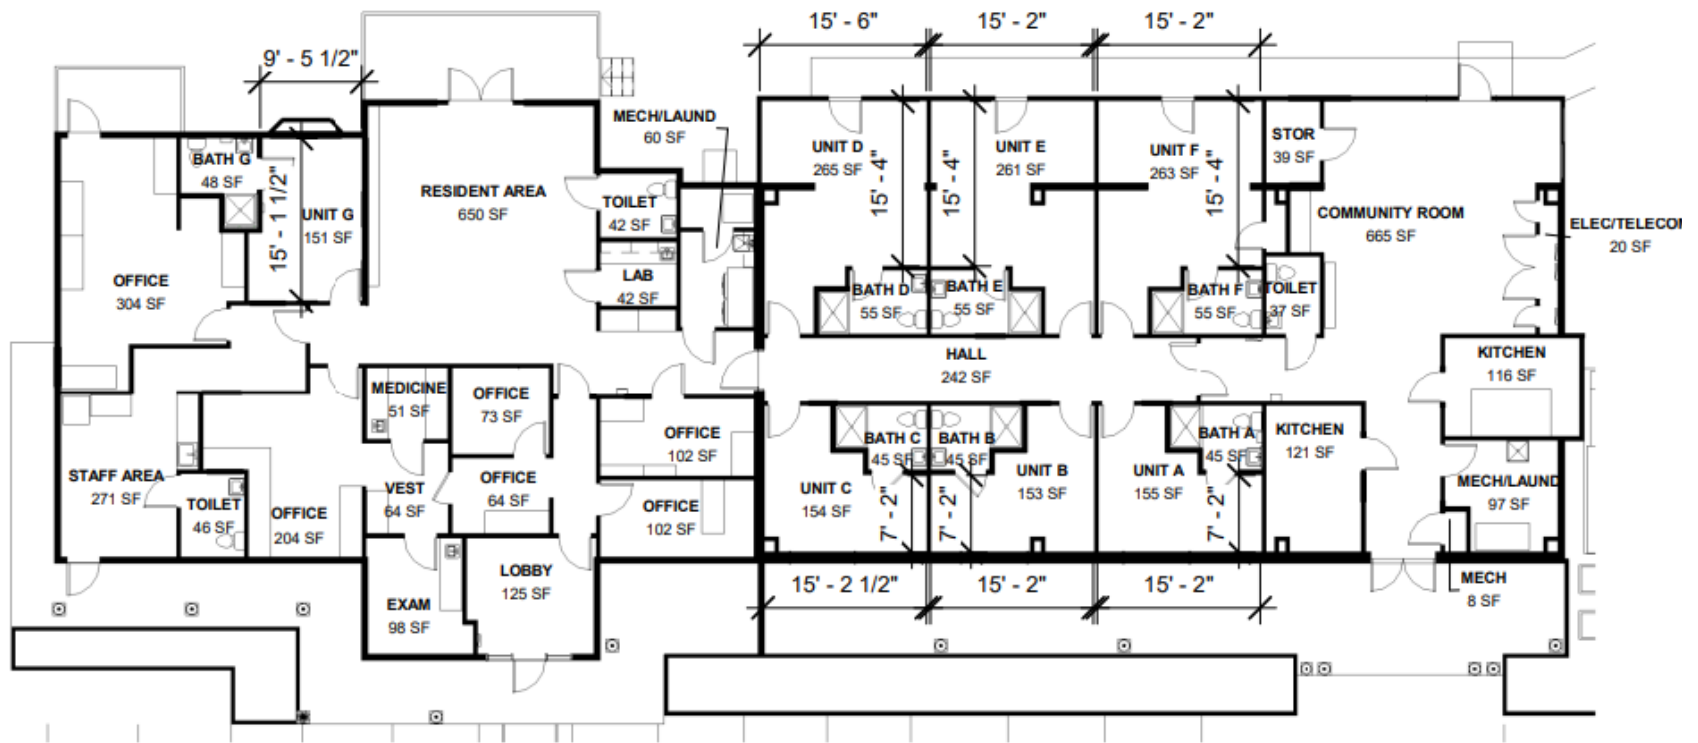 15' - 6"
15' - 2"
15' - 2"
9' - 5 1/2"
MECH/LAUND
60 SF
BATH G
48 SF
15' - 1 1/2"
UNIT G
151 SF
RESIDENT AREA
650 SF
TOILET
42 SF
LAB
42 SF
OFFICE
304 SF
UNIT D
265 SF
15' - 4"
15' - 4"
UNIT E
261 SF
UNIT F
263 SF
15' - 4"
STOR
39 SF
COMMUNITY ROOM
665 SF
ELEC/TELECOM
20 SF
BATH D
55 SF
BATH E
55 SF
BATH F
55 SF
TOILET
37 SF
HALL
242 SF
KITCHEN
116 SF
MEDICINE
51 SF
OFFICE
73 SF
OFFICE
102 SF
BATH C
45 SF
BATH B
45 SF
BATH A
45 SF
KITCHEN
121 SF
STAFF AREA
271 SF
TOILET
46 SF
OFFICE
204 SF
VEST
64 SF
OFFICE
64 SF
OFFICE
102 SF
UNIT C
154 SF
7' - 2"
7' - 2"
UNIT B
153 SF
UNIT A
155 SF
7' - 2"
MECH/LAUND
97 SF
EXAM
98 SF
LOBBY
125 SF
15' - 2 1/2"
15' - 2"
15' - 2"
MECH
8 SF